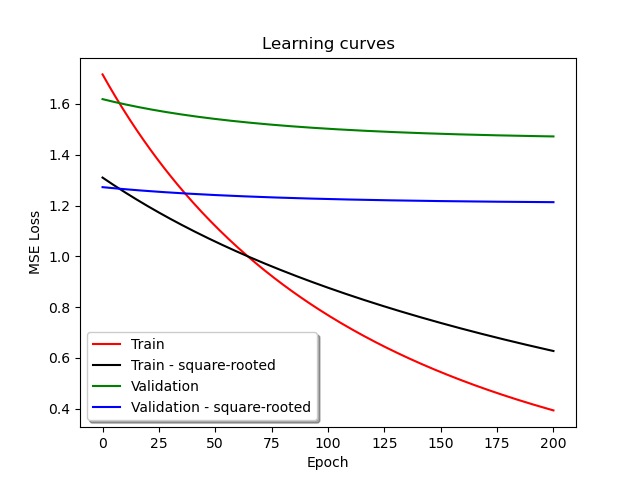 Learning curves
MSE Loss
1.6
1.4
1.2
1.0
0.8
0.6
0.4
Train
Train - square-rooted
Validation
Validation - square-rooted
0 25 50 75 100 125 150 175 200
Epoch